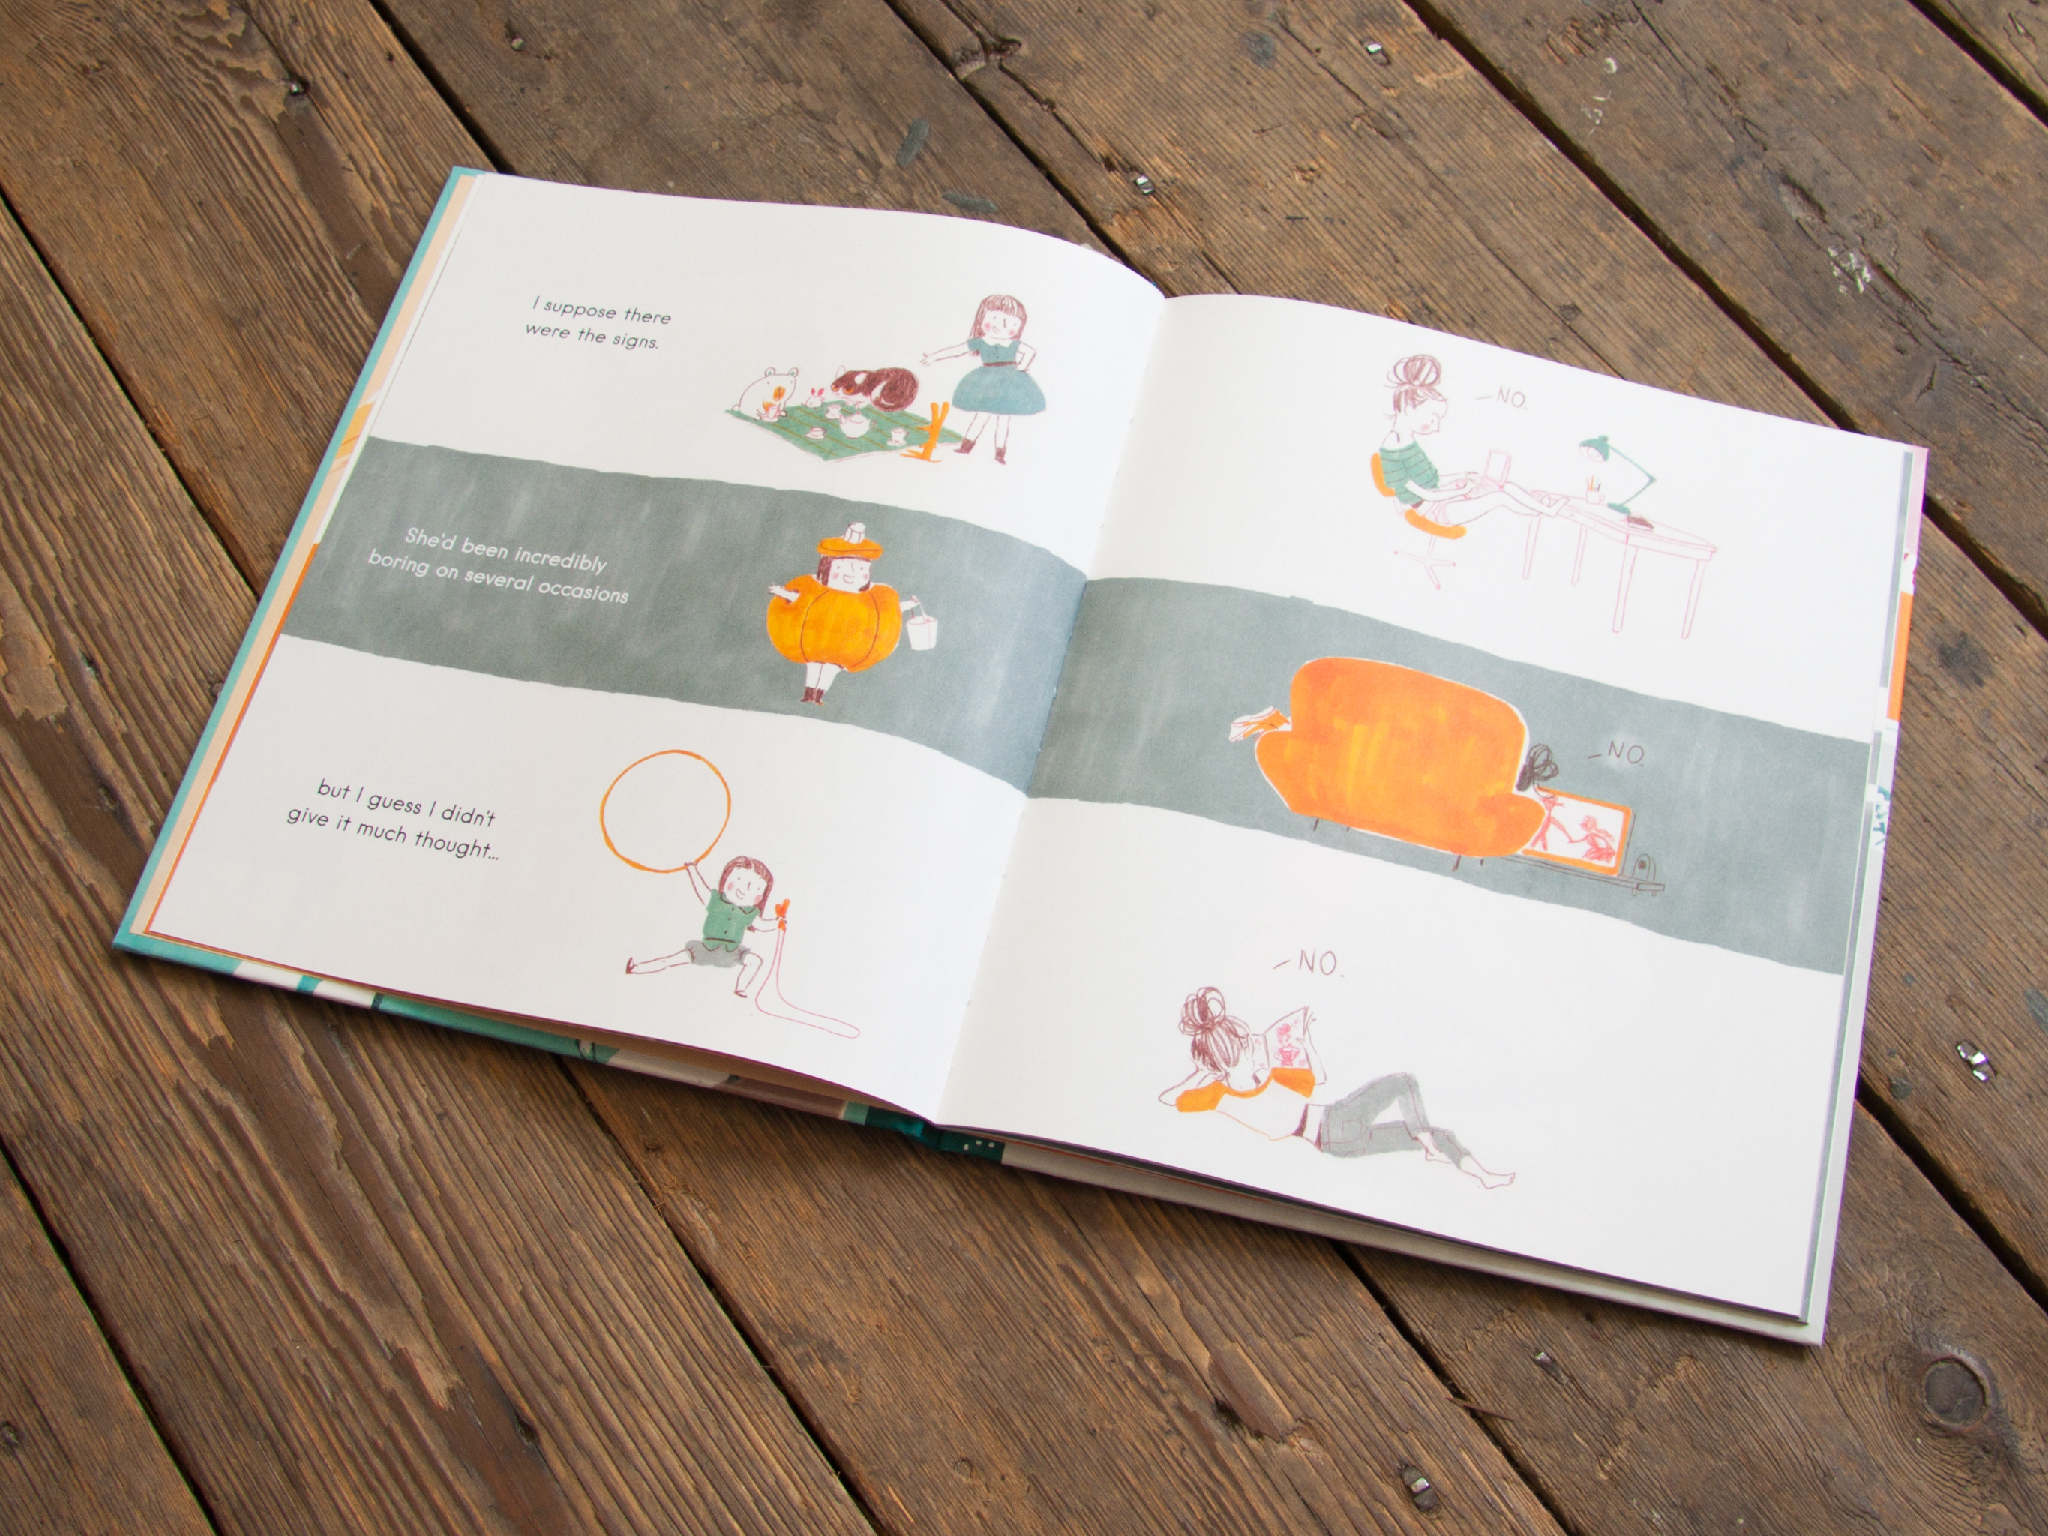 I suppose there
were the signs.
She'd been incredibly
boring on several occasions
but I guess I didn't
give it much thought...
– NO.
– NO.
– NO.